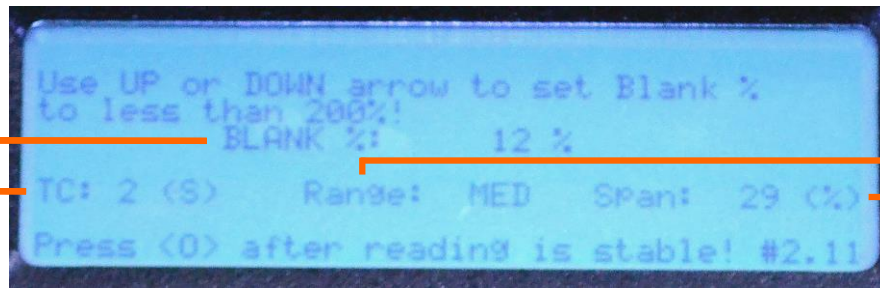 Use UP or DOWN arrow to set Blank %
to less than 200%!
BLANK %: 12 %
TC: 2 (S) Range: MED Span: 29 (%)
Press <0> after reading is stable! #2.11